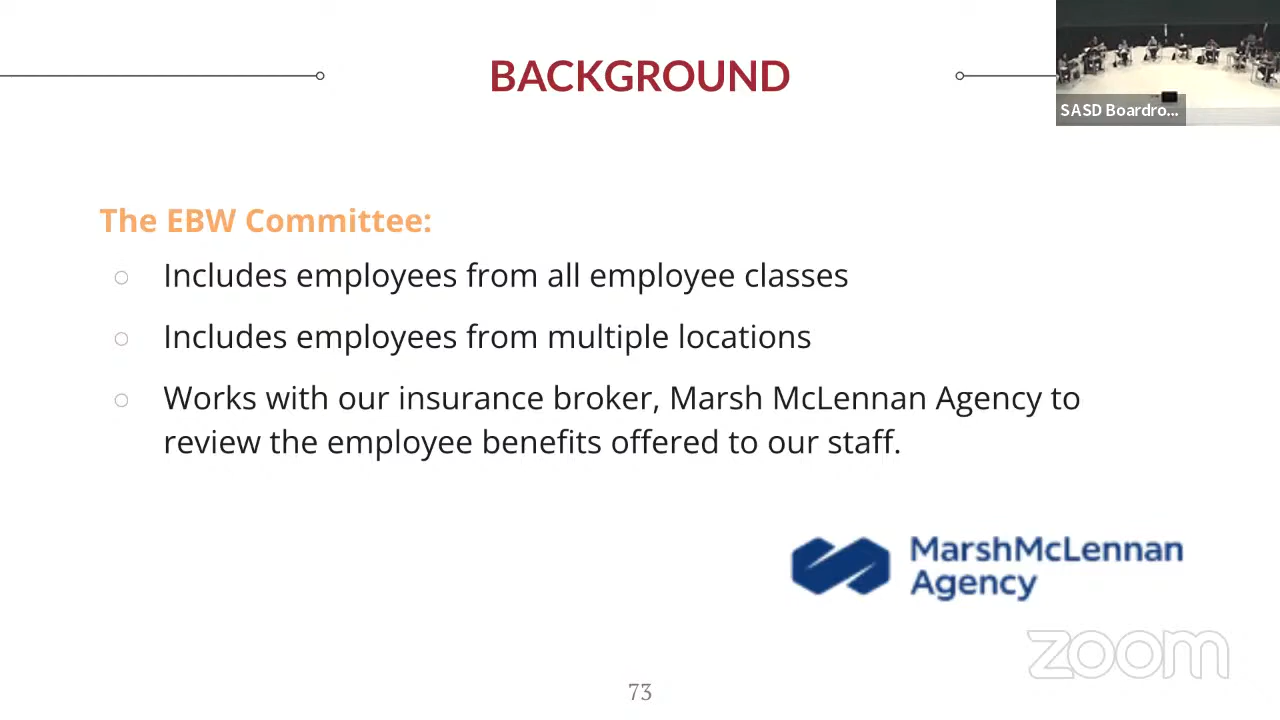 BACKGROUND
SASD Boardro...
The EBW Committee:
Includes employees from all employee classes
Includes employees from multiple locations
Works with our insurance broker, Marsh McLennan Agency to
review the employee benefits offered to our staff.
MarshMcLennan
Agency
zoom
73